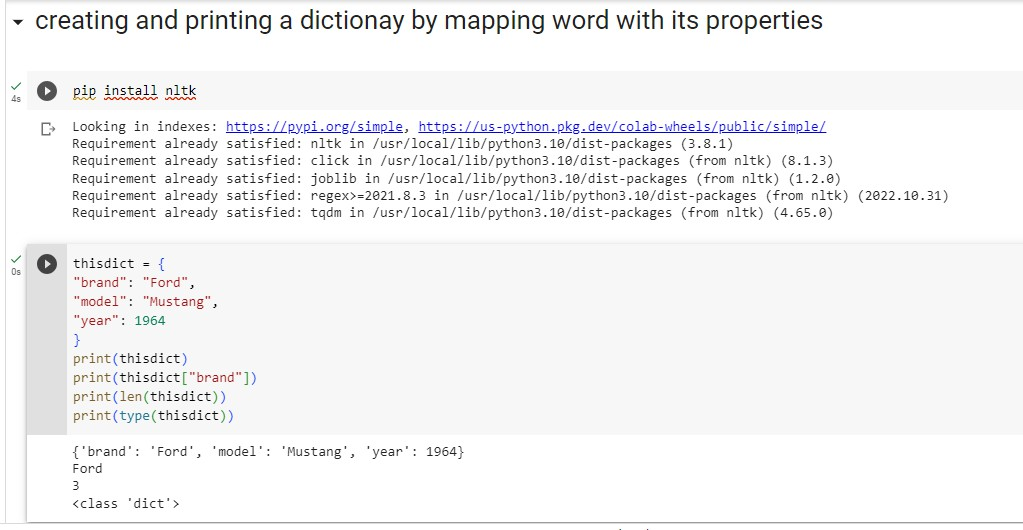 creating and printing a dictionay by mapping word with its properties
4s
pip install nltk
Looking in indexes: https://pypi.org/simple, https://us-python.pkg.dev/colab-wheels/public/simple/
Requirement already satisfied: nltk in /usr/local/lib/python3.10/dist-packages (3.8.1)
Requirement already satisfied: click in /usr/local/lib/python3.10/dist-packages (from nltk) (8.1.3)
Requirement already satisfied: joblib in /usr/local/lib/python3.10/dist-packages (from nltk) (1.2.0)
Requirement already satisfied: regex>=2021.8.3 in /usr/local/lib/python3.10/dist-packages (from nltk) (2022.10.31)
Requirement already satisfied: tqdm in /usr/local/lib/python3.10/dist-packages (from nltk) (4.65.0)
0s
thisdict = {
"brand": "Ford",
"model": "Mustang",
"year": 1964
}
print(thisdict)
print(thisdict["brand"])
print(len(thisdict))
print(type(thisdict))
{'brand': 'Ford', 'model': 'Mustang', 'year': 1964}
Ford
3
<class 'dict'>